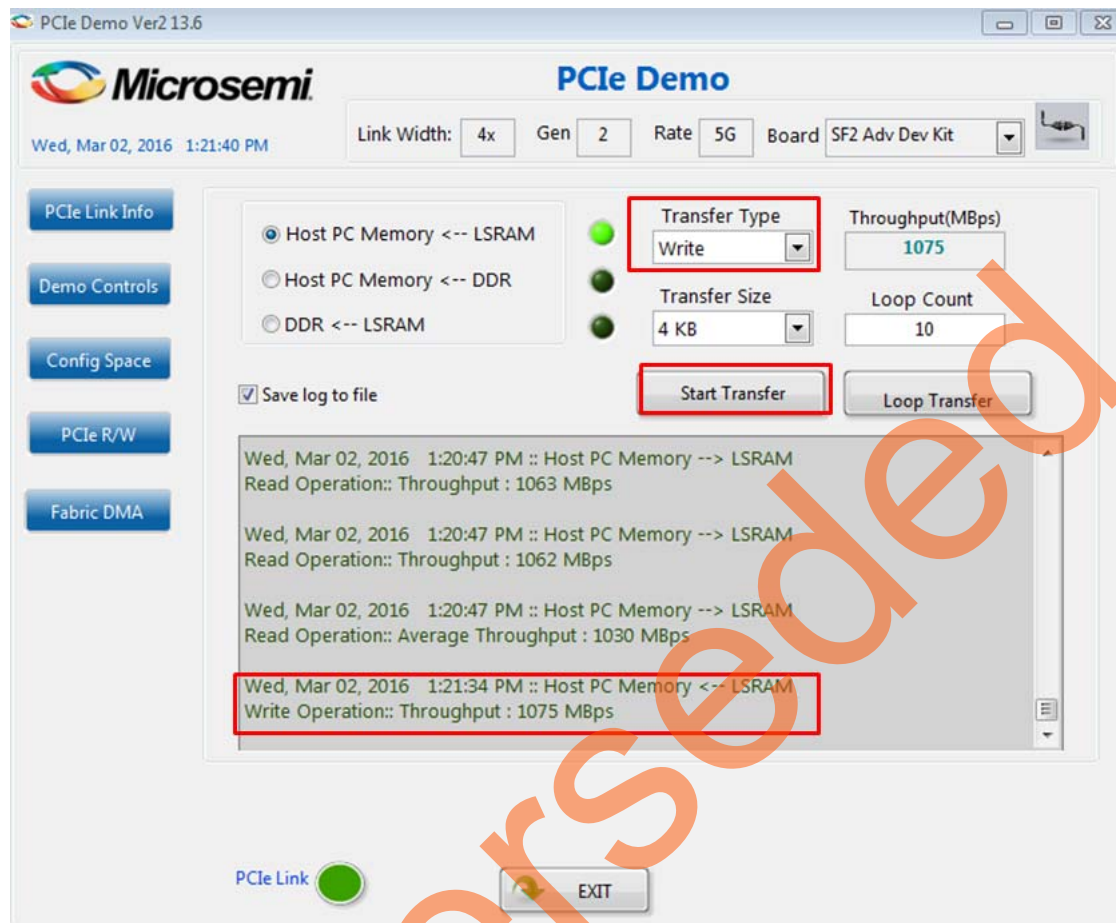 PCIe Demo Ver2 13.6
Microsemi.
PCIe Demo
Wed, Mar 02, 2016 1:21:40 PM
Link Width: 4x Gen 2 Rate 5G Board SF2 Adv Dev Kit
PCIe Link Info
Demo Controls
Config Space
PCIe R/W
Fabric DMA
Host PC Memory <-- LSRAM
Host PC Memory <-- DDR
DDR <-- LSRAM
Transfer Type
Write
Throughput(MBps)
1075
Transfer Size
4 KB
Loop Count
10
Save log to file
Start Transfer
Loop Transfer
Wed, Mar 02, 2016 1:20:47 PM :: Host PC Memory --> LSRAM
Read Operation:: Throughput : 1063 MBps
Wed, Mar 02, 2016 1:20:47 PM :: Host PC Memory --> LSRAM
Read Operation:: Throughput : 1062 MBps
Wed, Mar 02, 2016 1:20:47 PM :: Host PC Memory --> LSRAM
Read Operation:: Average Throughput : 1030 MBps
Wed, Mar 02, 2016 1:21:34 PM :: Host PC Memory <-- LSRAM
Write Operation:: Throughput : 1075 MBps
PCIe Link
EXIT
erseded